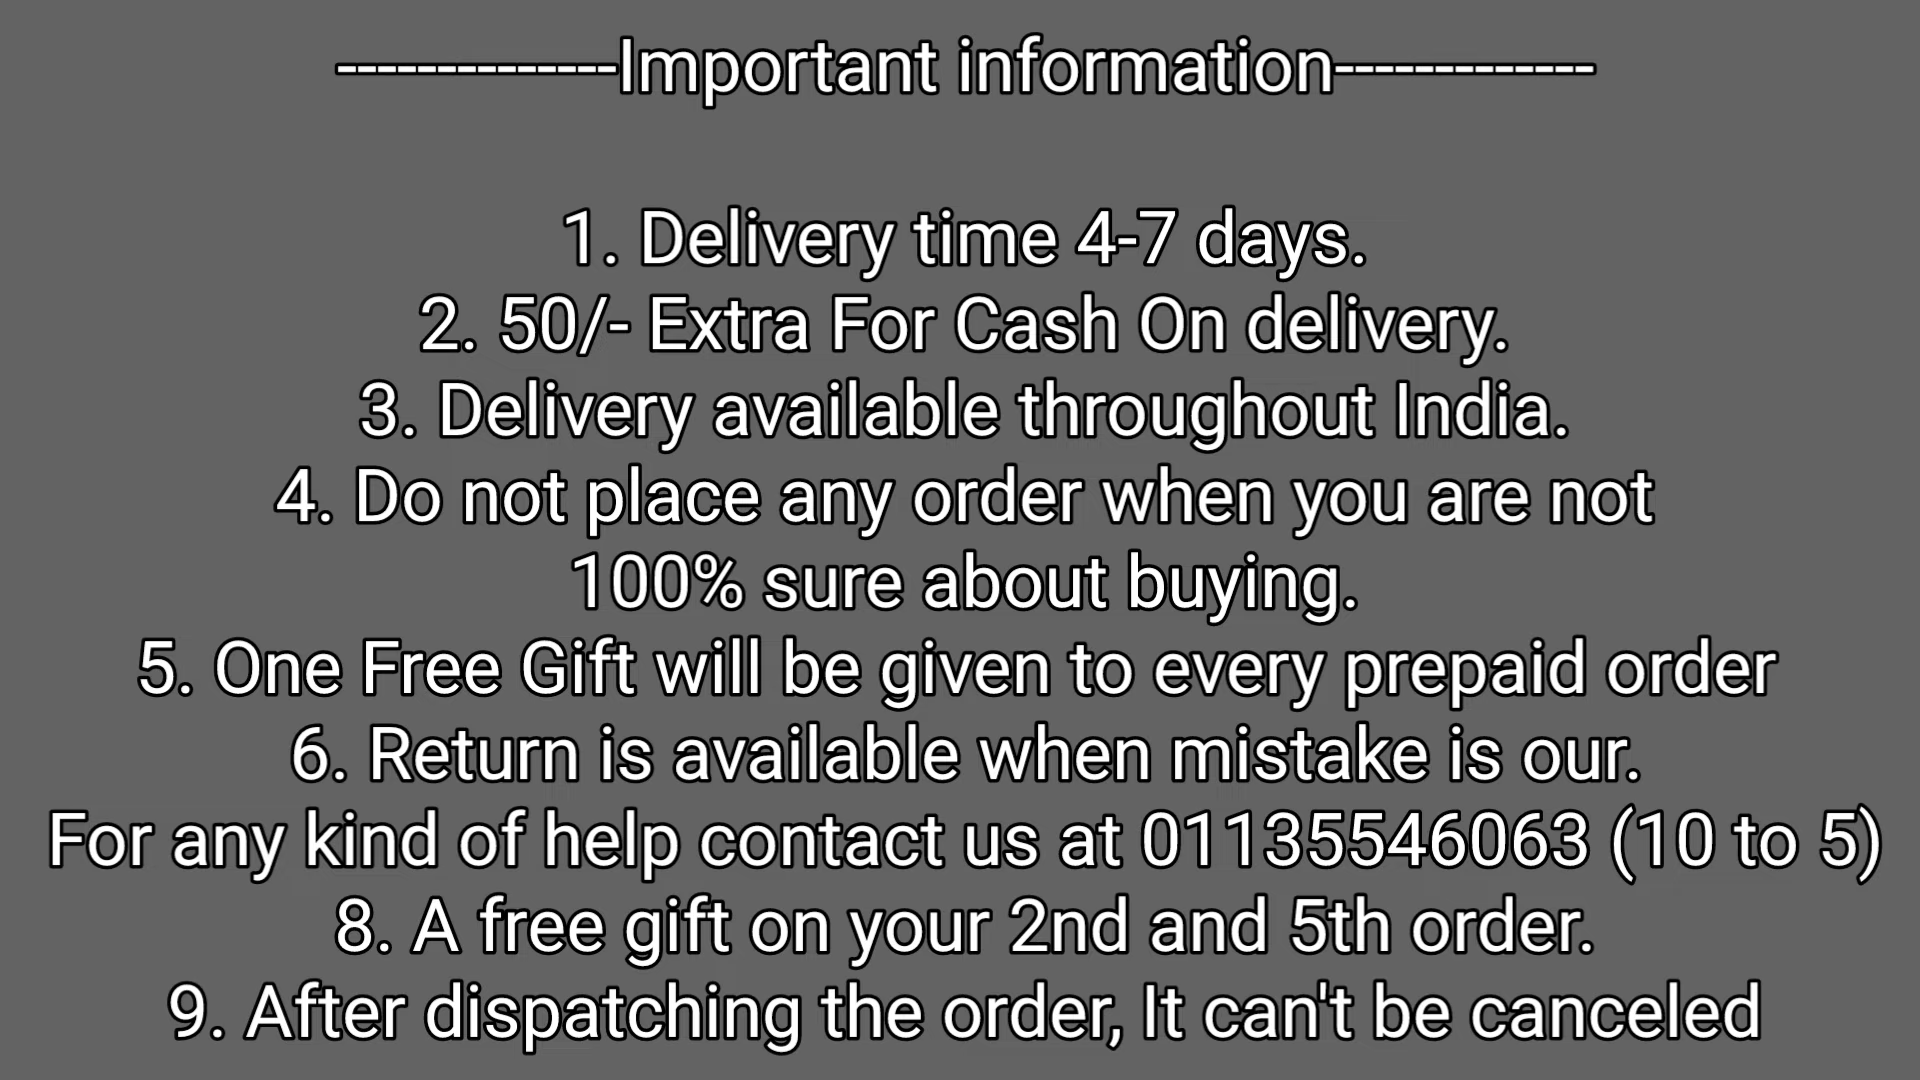 --------------Important information-------------
1. Delivery time 4-7 days.
2. 50/- Extra For Cash On delivery.
3. Delivery available throughout India.
4. Do not place any order when you are not
100% sure about buying.
5. One Free Gift will be given to every prepaid order
6. Return is available when mistake is our.
For any kind of help contact us at 01135546063 (10 to 5)
8. A free gift on your 2nd and 5th order.
9. After dispatching the order, It can't be canceled